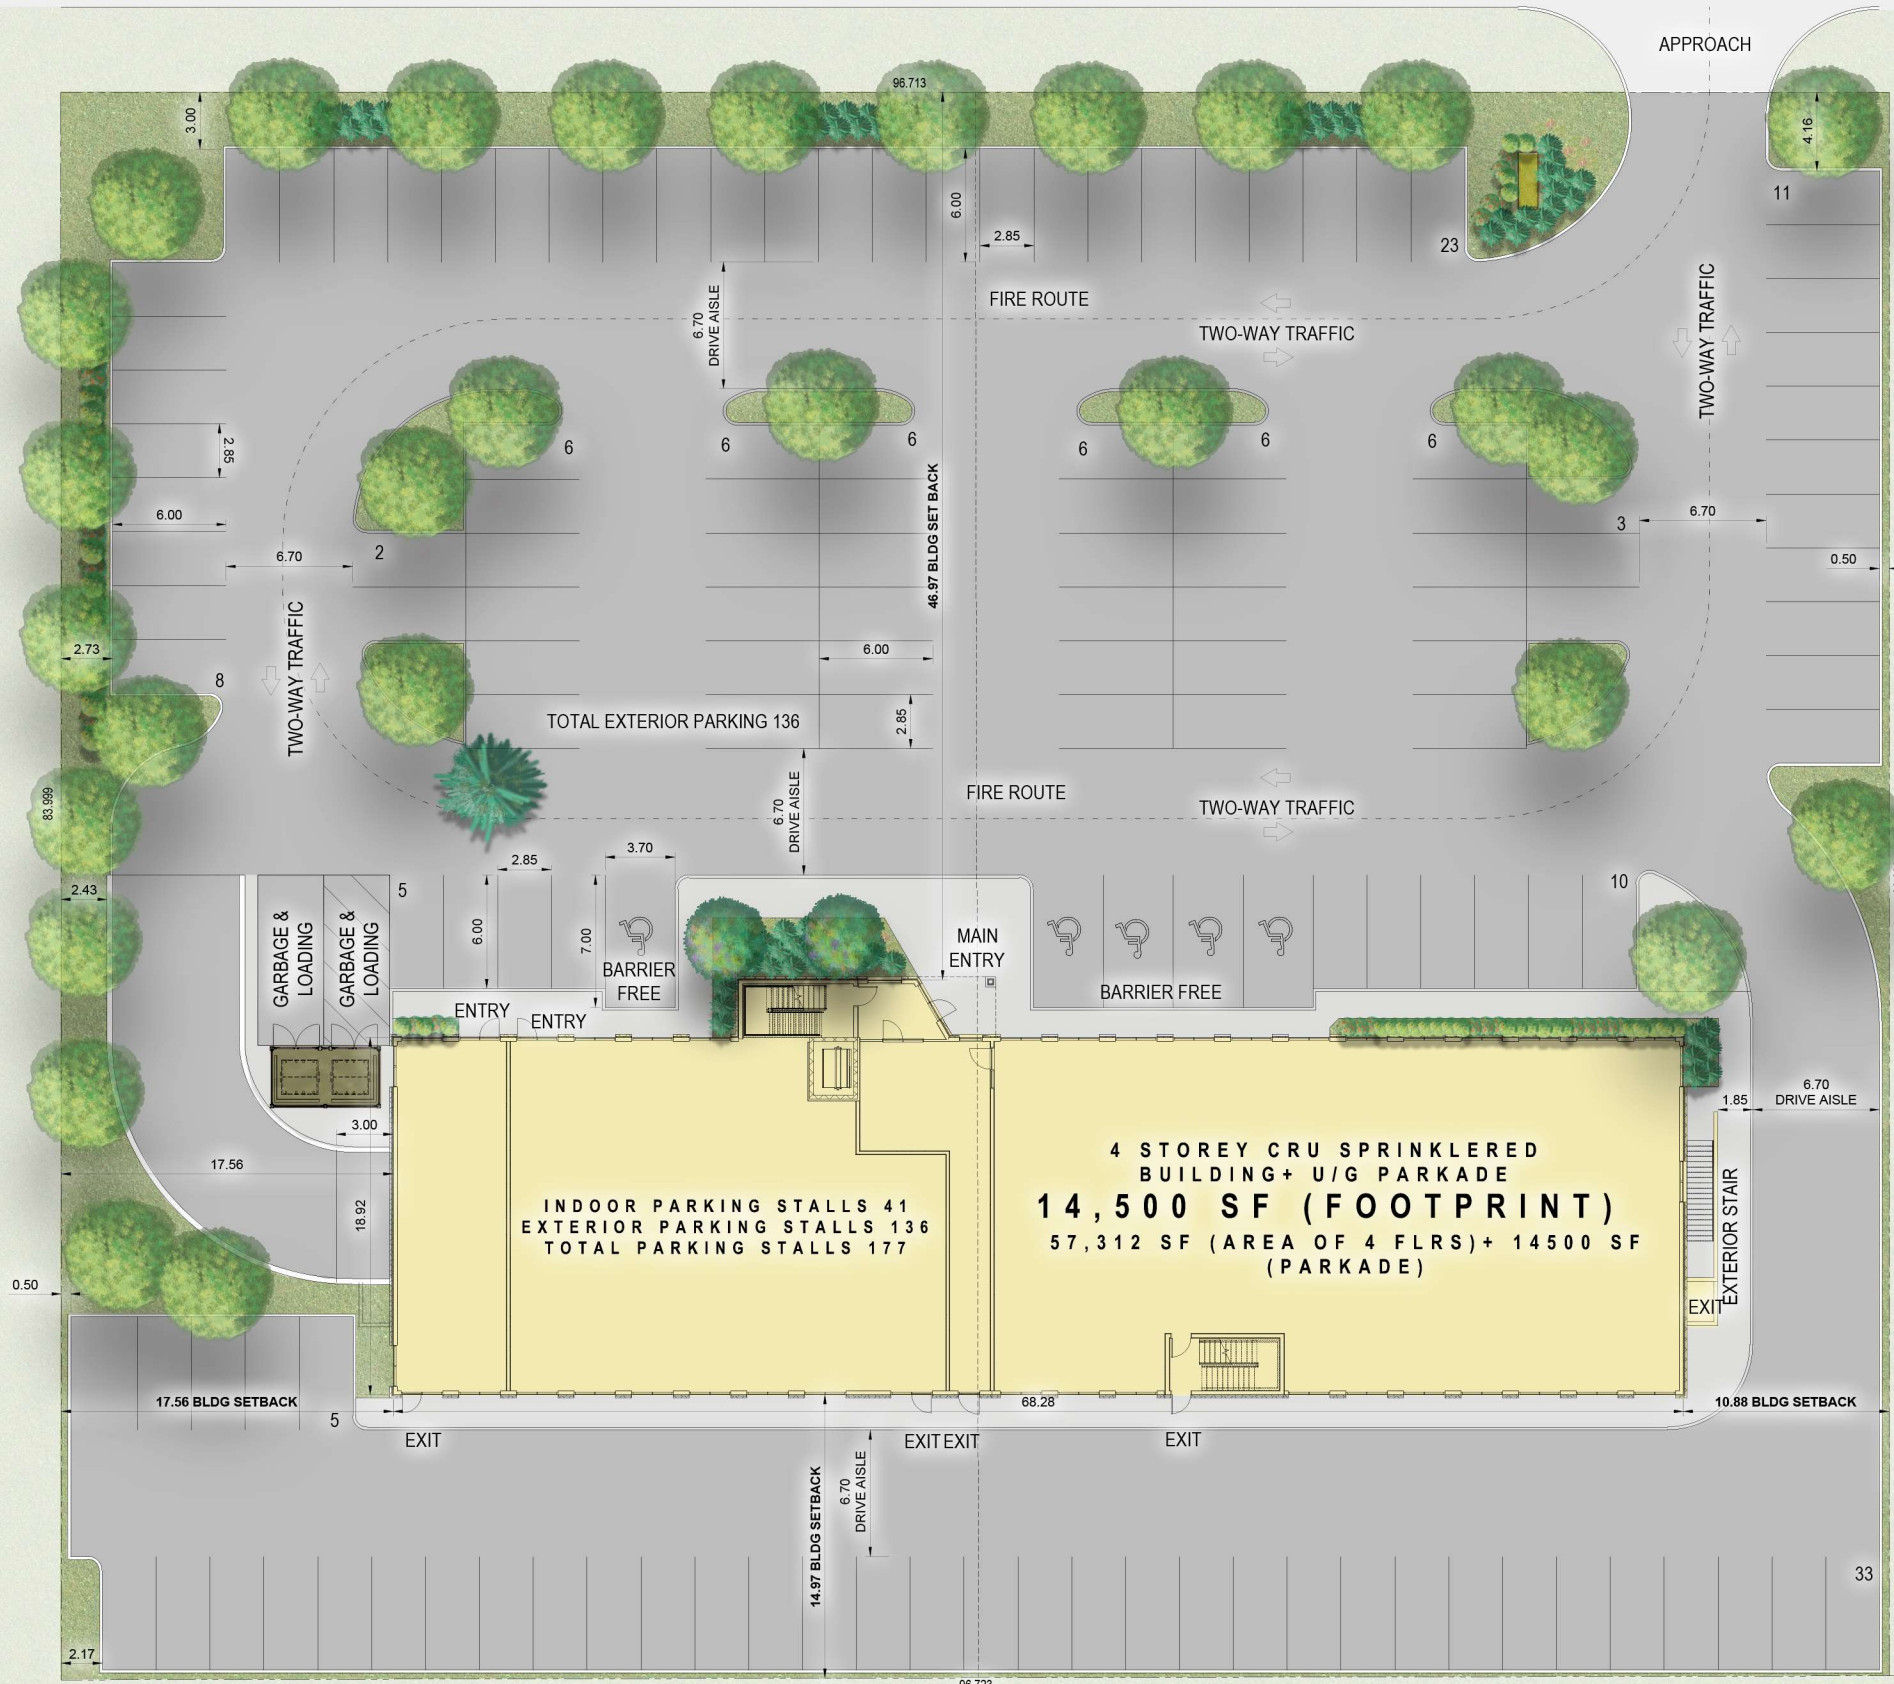 APPROACH
96.713
3.00
4.16
11
6.00
2.85
23
FIRE ROUTE
TWO-WAY TRAFFIC
TWO-WAY TRAFFIC
6.70
DRIVE AISLE
6
6
6
6
6
6
2.85
46.97 BLDG SET BACK
6.00
6.70
2
3
6.70
0.50
TWO-WAY TRAFFIC
2.73
8
6.00
TOTAL EXTERIOR PARKING 136
2.85
83.999
6.70
DRIVE AISLE
FIRE ROUTE
TWO-WAY TRAFFIC
2.43
GARBAGE &
LOADING
GARBAGE &
LOADING
5
2.85
3.70
6.00
7.00
BARRIER
FREE
MAIN
ENTRY
BARRIER FREE
10
ENTRY
ENTRY
1.85
6.70
DRIVE AISLE
3.00
17.56
18.92
INDOOR PARKING STALLS 41
EXTERIOR PARKING STALLS 136
TOTAL PARKING STALLS 177
4 STOREY CRU SPRINKLERED
BUILDING+ U/G PARKADE
14,500 SF (FOOTPRINT)
57,312 SF (AREA OF 4 FLRS)+ 14500 SF
(PARKADE)
EXTERIOR STAIR
EXIT
0.50
17.56 BLDG SETBACK
5
68.28
10.88 BLDG SETBACK
EXIT
EXIT
EXIT
EXIT
14.97 BLDG SETBACK
6.70
DRIVE AISLE
33
2.17
96.723